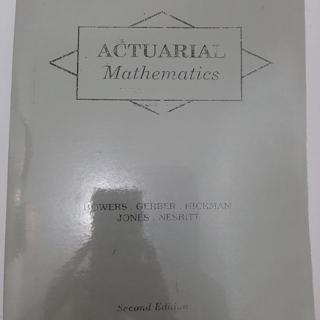 ACTUARIAL
Mathematics
BOWERS . GERBER . HICKMAN
JONES . NESBITT
Second Edition